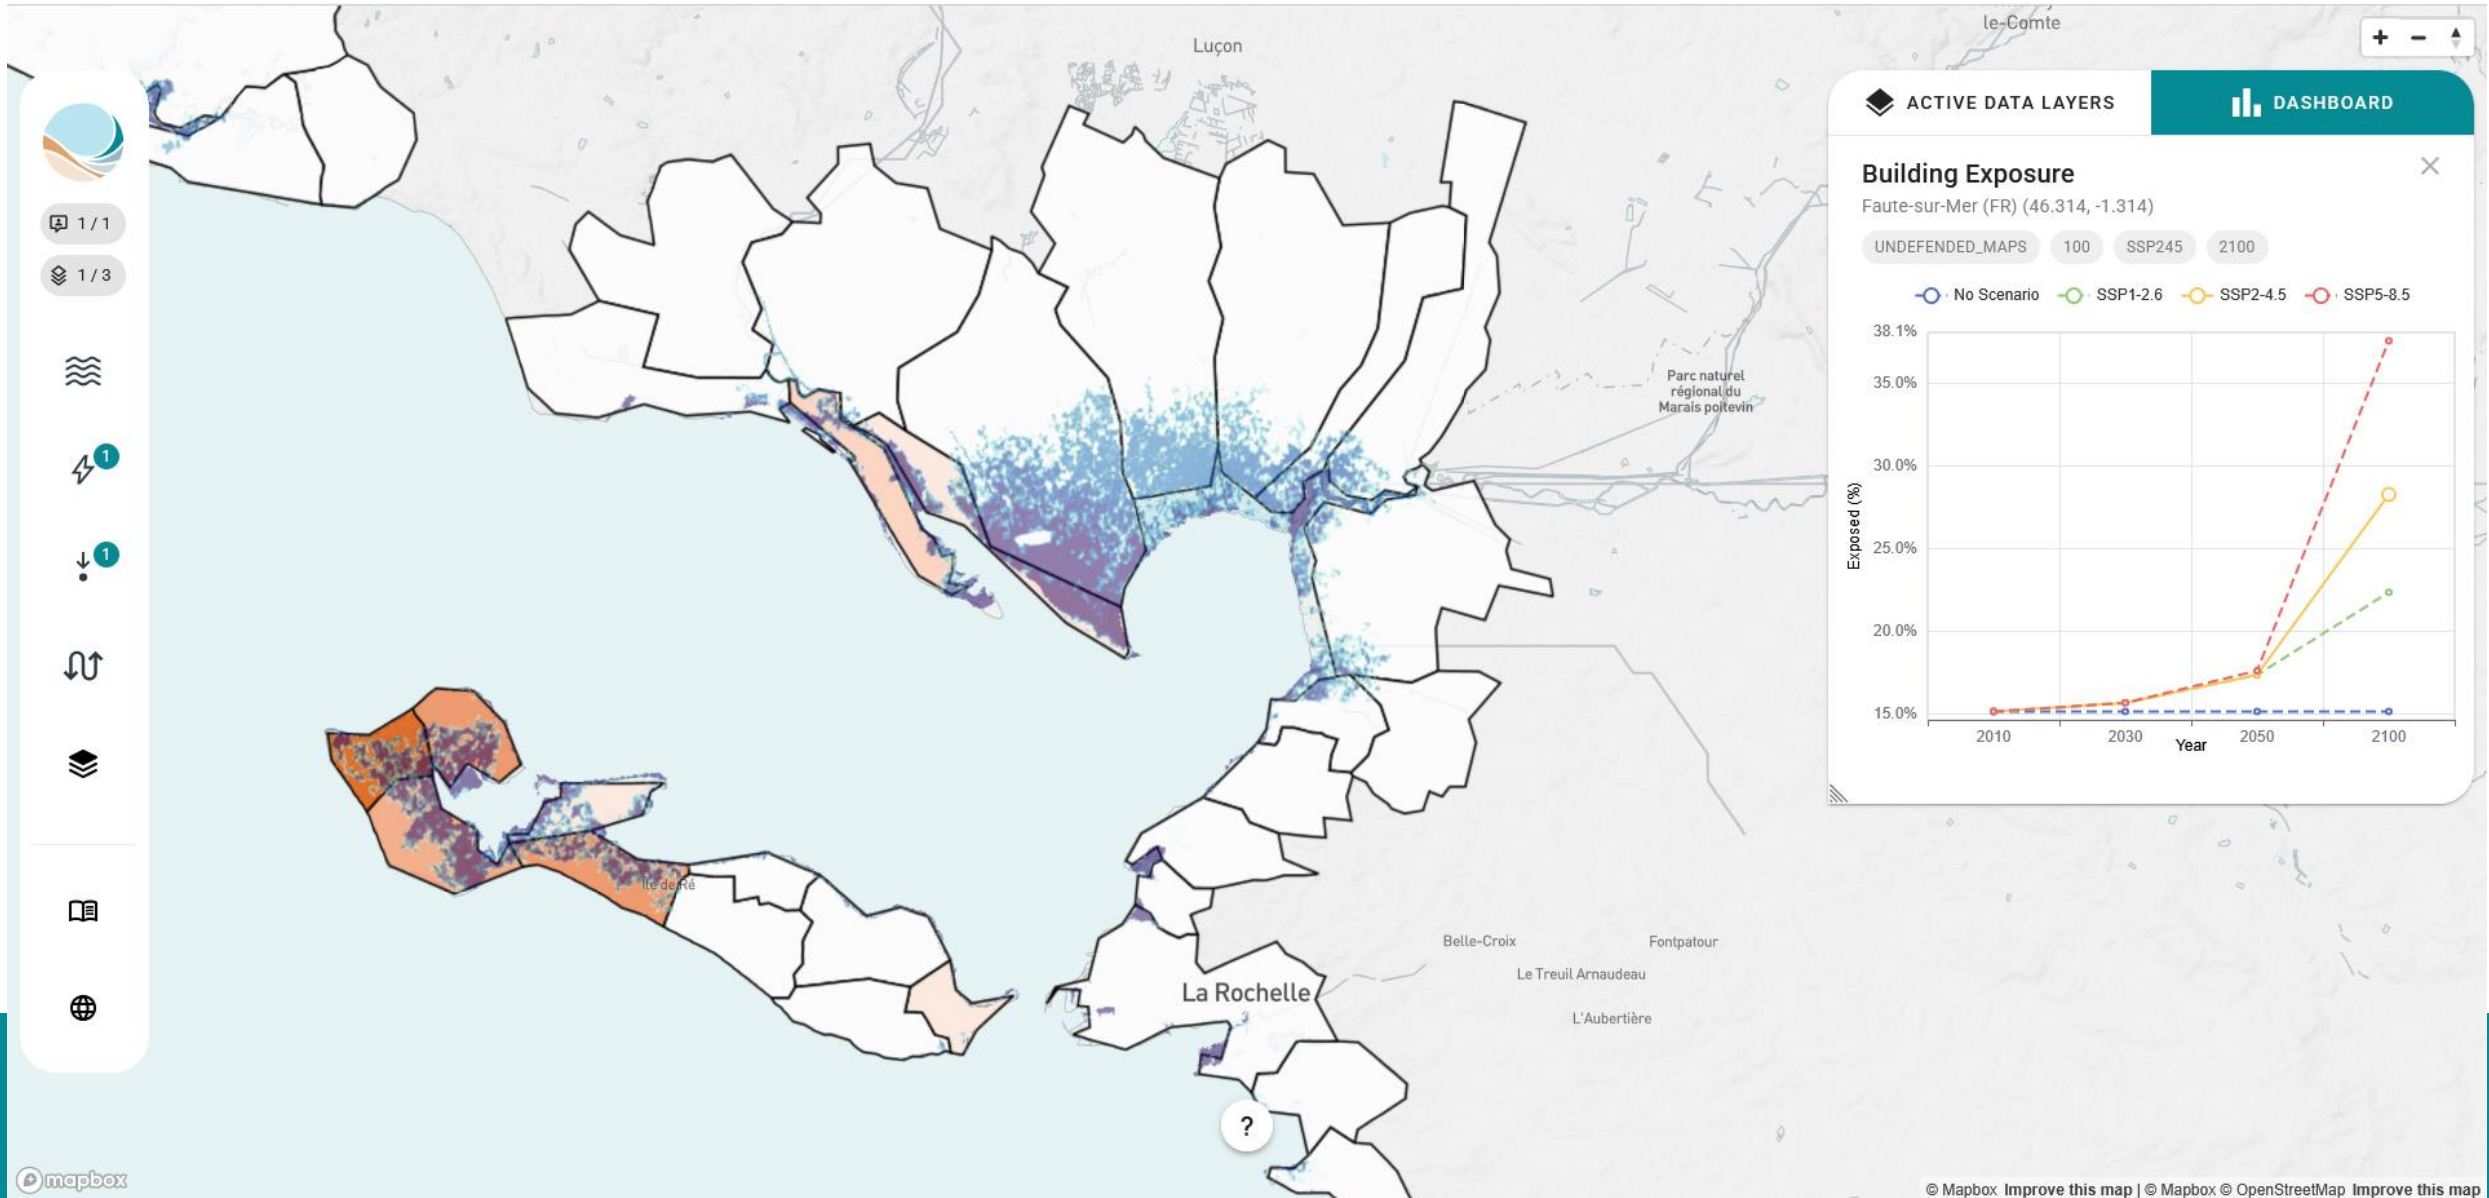 Luçon
le-Comte
1 / 1
1 / 3
1
1
Parc naturel
régional du
Marais poitevin
Île de Ré
Belle-Croix
Fontpatour
Le Treuil Arnaudeau
La Rochelle
L'Aubertière
?
mapbox
ACTIVE DATA LAYERS
DASHBOARD
Building Exposure
Faute-sur-Mer (FR) (46.314, -1.314)
UNDEFENDED_MAPS 100 SSP245 2100
No Scenario SSP1-2.6 SSP2-4.5 SSP5-8.5
38.1%
35.0%
30.0%
25.0%
20.0%
15.0%
Exposed (%)
2010 2030 2050 2100
Year
© Mapbox Improve this map | © Mapbox © OpenStreetMap Improve this map